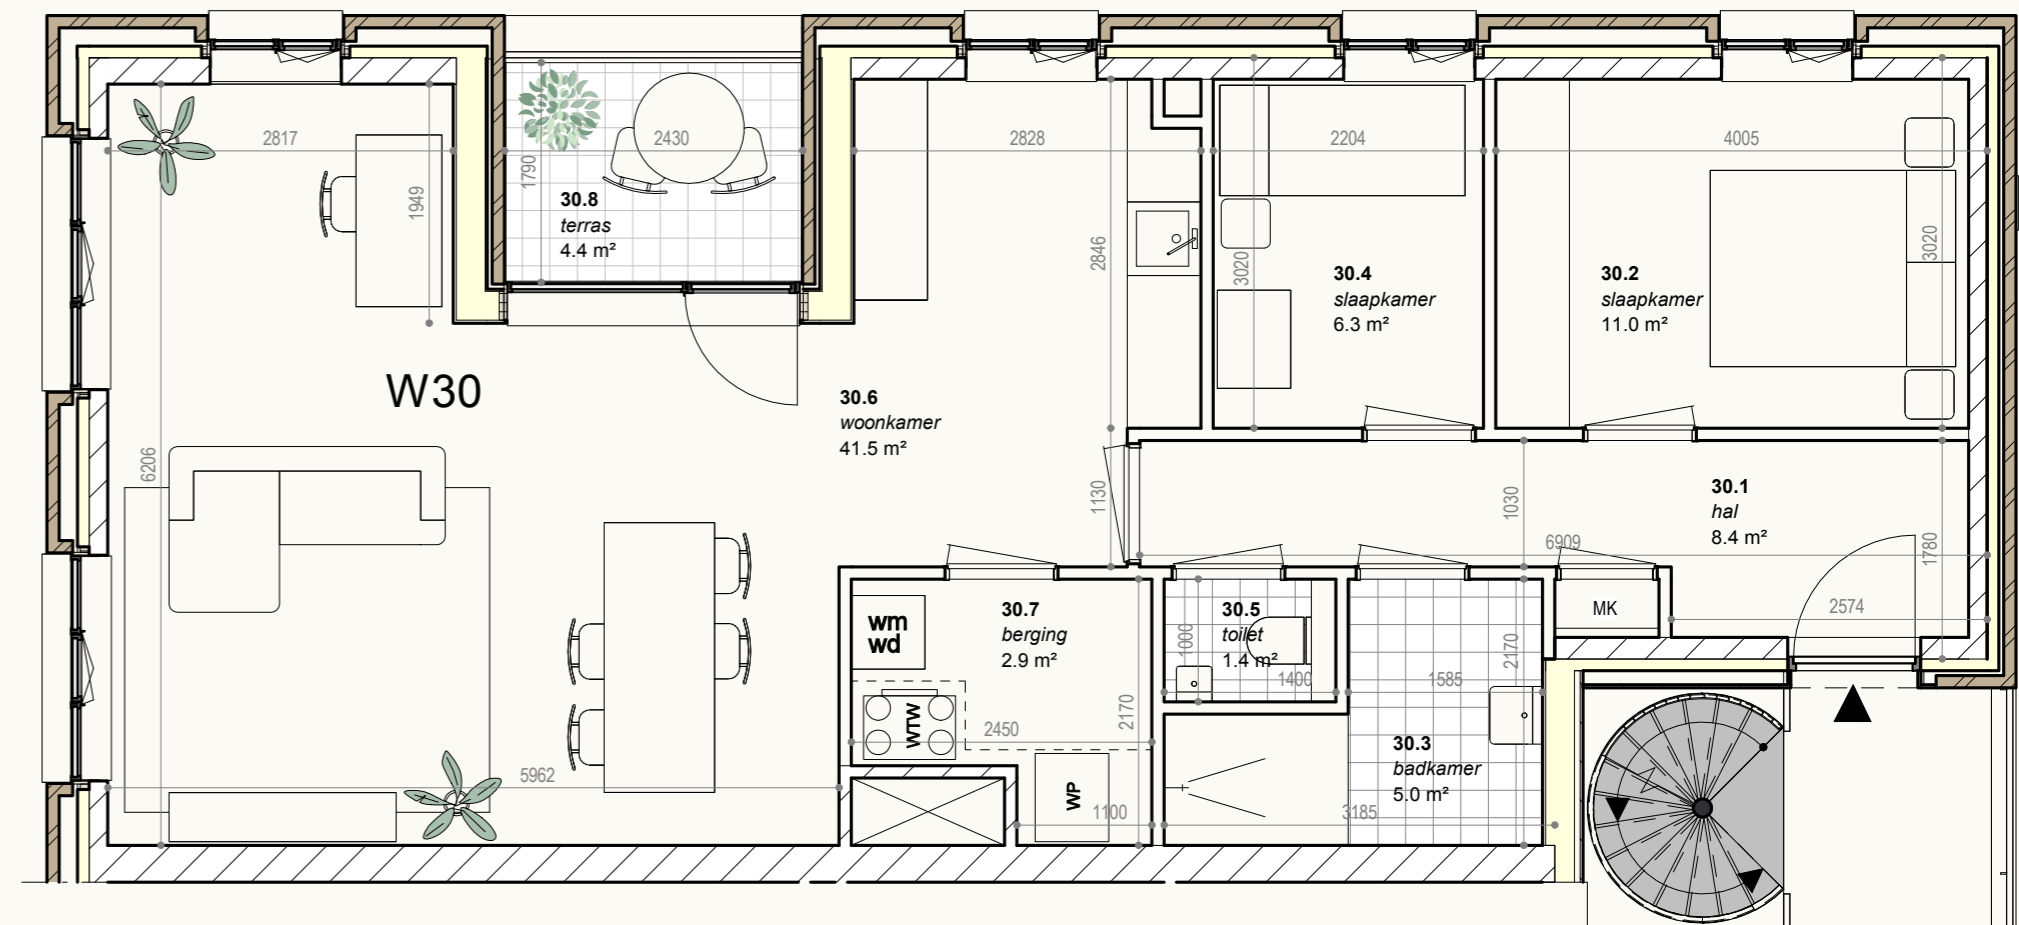 2817
1949
1790
2430
30.8
terras
4.4 m²
2828
2846
2204
3020
30.4
slaapkamer
6.3 m²
4005
3020
30.2
slaapkamer
11.0 m²
W30
30.6
woonkamer
41.5 m²
6206
1130
1030
30.1
hal
8.4 m²
6909
1780
2574
wm
wd
30.7
berging
2.9 m²
30.5
toilet
1.4 m²
1000
1400
MK
2170
1585
WTW
2450
2170
30.3
badkamer
5.0 m²
5962
WP
1100
3185